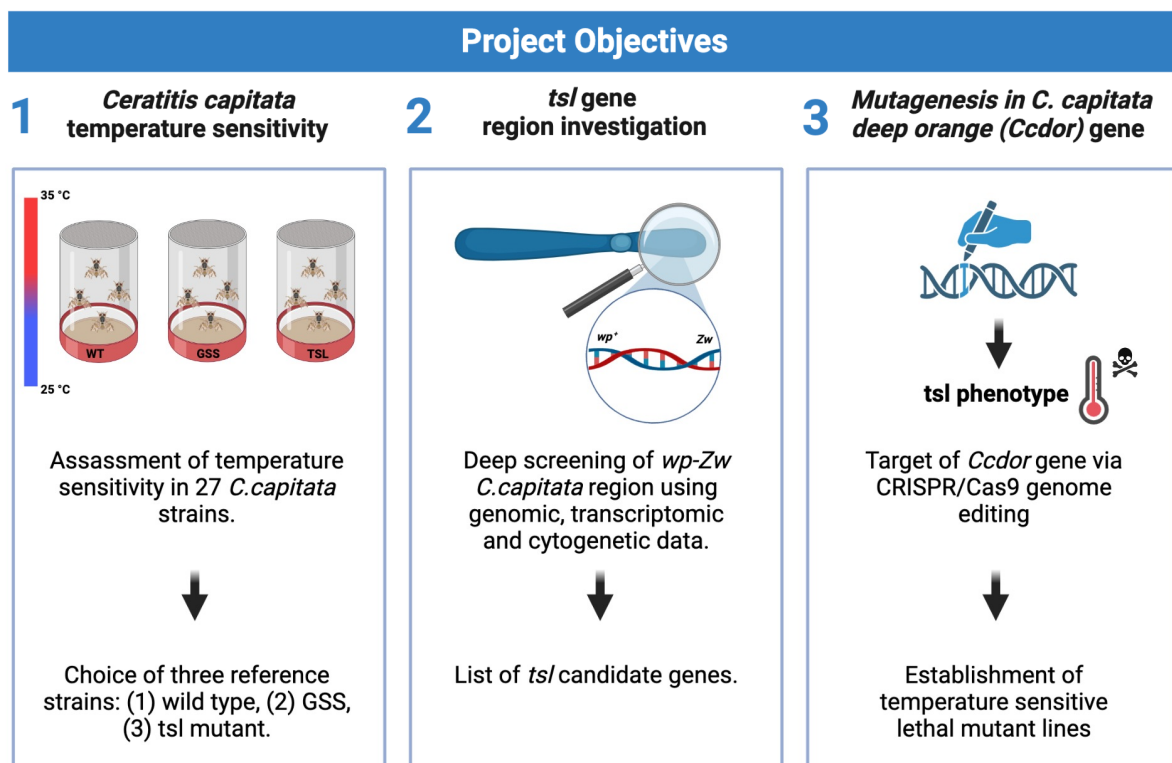 Project Objectives
1
Ceratitis capitata
temperature sensitivity
35 °C
WT
GSS
TSL
25 °C
Assassment of temperature
sensitivity in 27 C.capitata
strains.
Choice of three reference
strains: (1) wild type, (2) GSS,
(3) tsl mutant.
2
tsl gene
region investigation
wp+
Zw
Deep screening of wp-Zw
C.capitata region using
genomic, transcriptomic
and cytogenetic data.
List of tsl candidate genes.
3
Mutagenesis in C. capitata
deep orange (Ccdor) gene
tsl phenotype
Target of Ccdor gene via
CRISPR/Cas9 genome
editing
Establishment of
temperature sensitive
lethal mutant lines